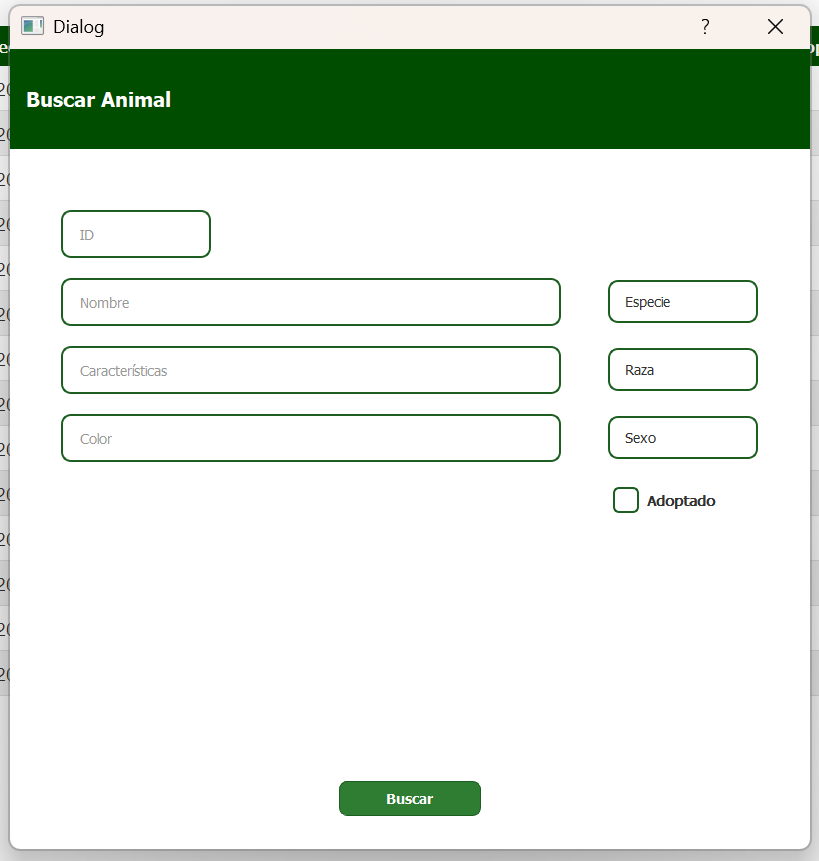 Dialog
?
Buscar Animal
ID
Nombre
Especie
Características
Raza
Color
Sexo
Adoptado
Buscar